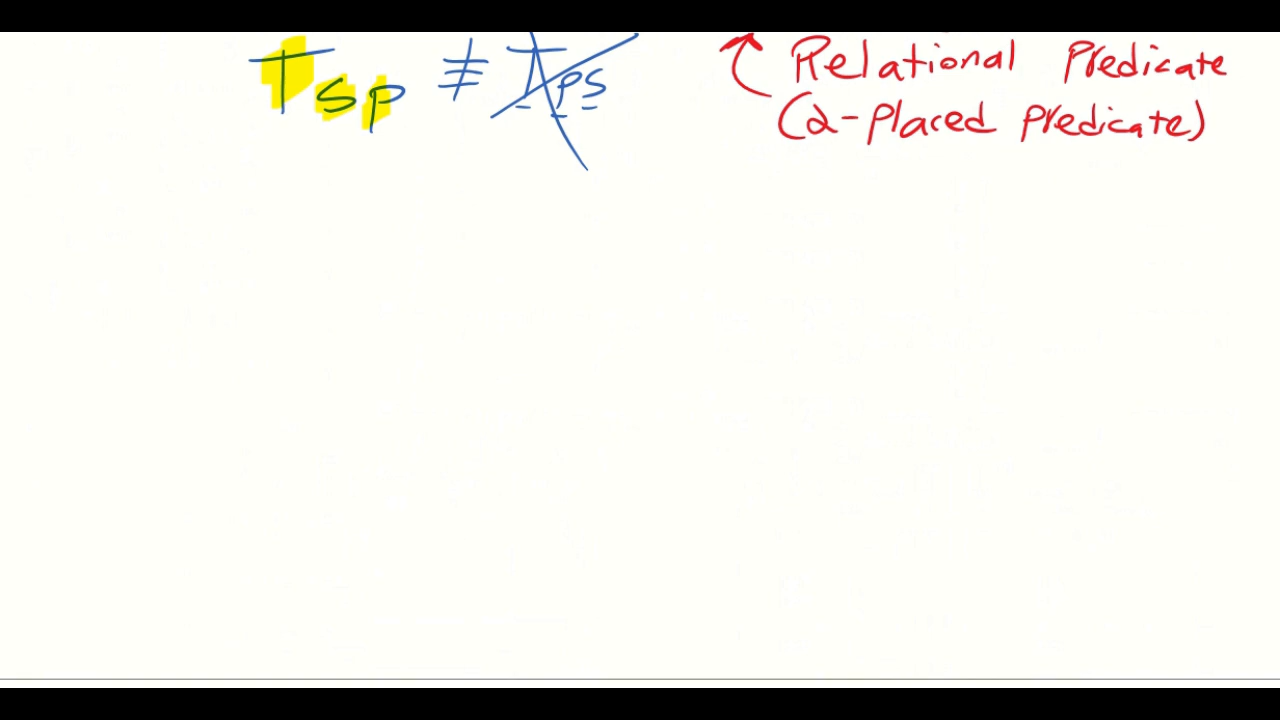 Tsp ≢ Tps
Relational Predicate
(2-placed predicate)